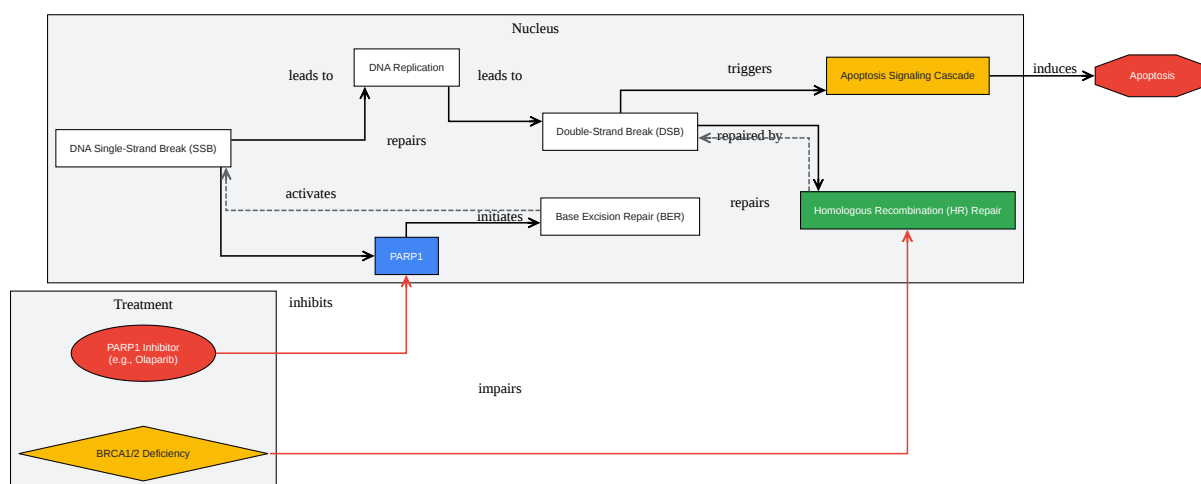 Nucleus
DNA Replication
leads to
leads to
triggers
Apoptosis Signaling Cascade
induces
Apoptosis
DNA Single-Strand Break (SSB)
repairs
Double-Strand Break (DSB)
repaired by
activates
initiates
Base Excision Repair (BER)
repairs
Homologous Recombination (HR) Repair
PARP1
Treatment
inhibits
PARP1 Inhibitor
(e.g., Olaparib)
impairs
BRCA1/2 Deficiency